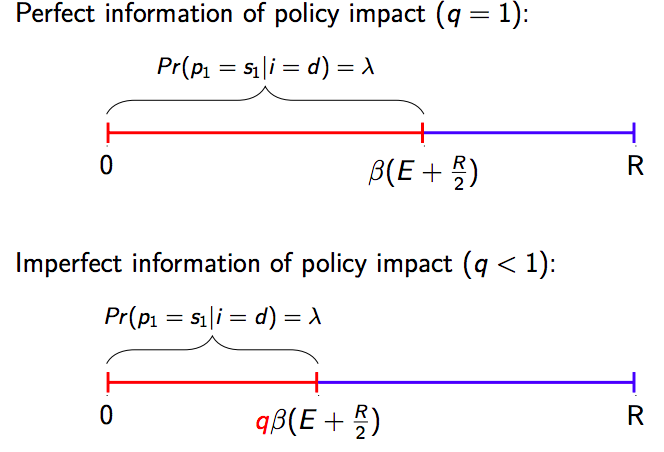 Perfect information of policy impact (q = 1):
Pr(p₁ = s₁|i = d) = λ
0 β(E + R/2) R
Imperfect information of policy impact (q < 1):
Pr(p₁ = s₁|i = d) = λ
0 qβ(E + R/2) R